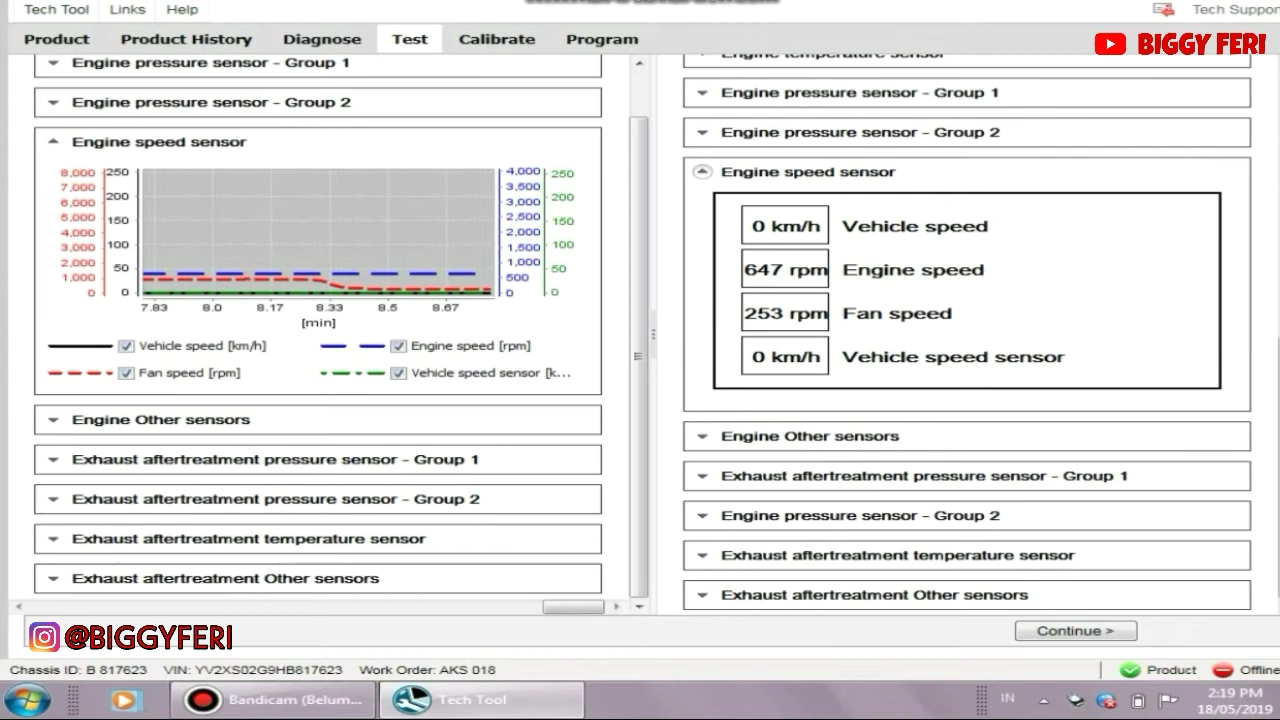 Tech Tool Links Help
Tech Suppor
Product Product History Diagnose Test Calibrate Program
BIGGY FERI
Engine pressure sensor - Group 1
Engine pressure sensor - Group 2
Engine speed sensor
8,000 250 4,000 250
7,000 3,500
6,000 200 3,000 200
5,000 150 2,500 150
4,000 2,000
3,000 100 1,500 100
2,000 1,000
1,000 50 500 50
0 0 0 0
7.83 8.0 8.17 8.33 8.5 8.67
[min]
Vehicle speed [km/h] Engine speed [rpm]
Fan speed [rpm] Vehicle speed sensor [k...
Engine Other sensors
Exhaust aftertreatment pressure sensor - Group 1
Exhaust aftertreatment pressure sensor - Group 2
Exhaust aftertreatment temperature sensor
Exhaust aftertreatment Other sensors
Engine temperature sensor
Engine pressure sensor - Group 1
Engine pressure sensor - Group 2
Engine speed sensor
0 km/h Vehicle speed
647 rpm Engine speed
253 rpm Fan speed
0 km/h Vehicle speed sensor
Engine Other sensors
Exhaust aftertreatment pressure sensor - Group 1
Engine pressure sensor - Group 2
Exhaust aftertreatment temperature sensor
Exhaust aftertreatment Other sensors
@BIGGYFERI
Continue >
Chassis ID: B 817623 VIN: YV2XS02G9HB817623 Work Order: AKS 018
Product Offline
Bandicam (Belum... Tech Tool IN 2:19 PM
18/05/2019